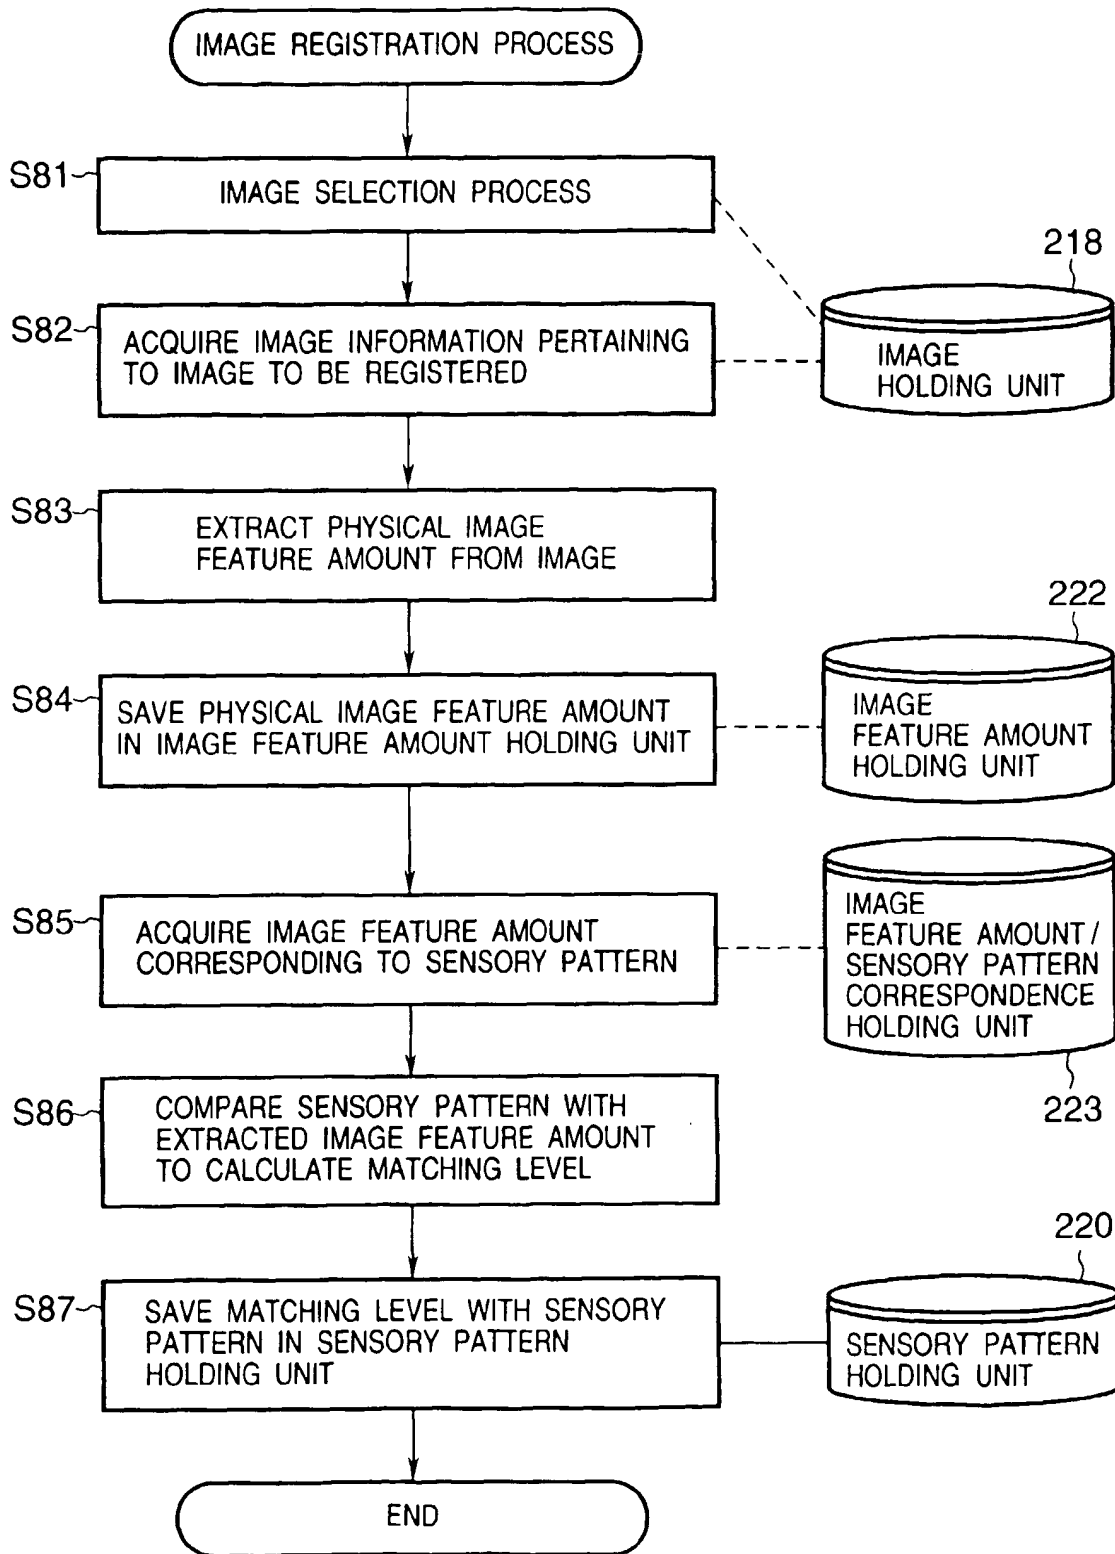 IMAGE REGISTRATION PROCESS
S81
IMAGE SELECTION PROCESS
218
S82
ACQUIRE IMAGE INFORMATION PERTAINING
TO IMAGE TO BE REGISTERED
IMAGE
HOLDING UNIT
S83
EXTRACT PHYSICAL IMAGE
FEATURE AMOUNT FROM IMAGE
222
S84
SAVE PHYSICAL IMAGE FEATURE AMOUNT
IN IMAGE FEATURE AMOUNT HOLDING UNIT
IMAGE
FEATURE AMOUNT
HOLDING UNIT
S85
ACQUIRE IMAGE FEATURE AMOUNT
CORRESPONDING TO SENSORY PATTERN
IMAGE
FEATURE AMOUNT/
SENSORY PATTERN
CORRESPONDENCE
HOLDING UNIT
223
S86
COMPARE SENSORY PATTERN WITH
EXTRACTED IMAGE FEATURE AMOUNT
TO CALCULATE MATCHING LEVEL
220
S87
SAVE MATCHING LEVEL WITH SENSORY
PATTERN IN SENSORY PATTERN
HOLDING UNIT
SENSORY PATTERN
HOLDING UNIT
END